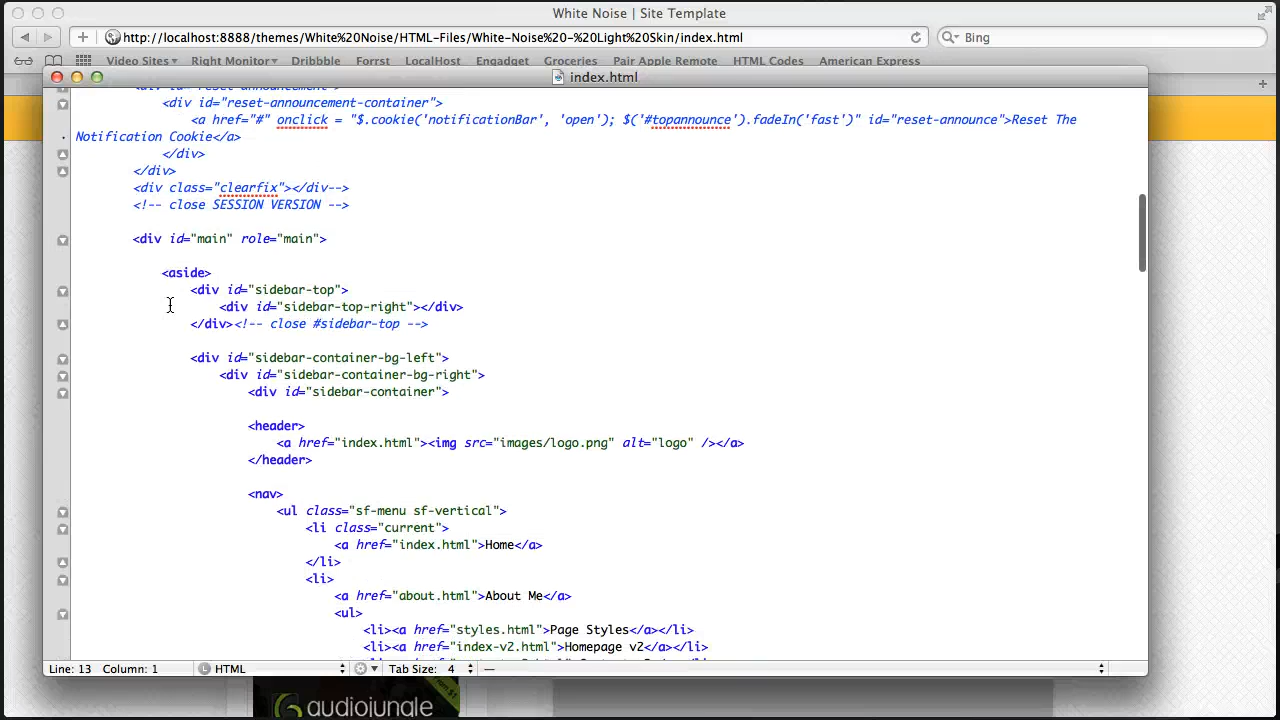 White Noise | Site Template
http://localhost:8888/themes/White%20Noise/HTML-Files/White-Noise%20-%20Light%20Skin/index.html
Bing
Video Sites Right Monitor Dribbble Forrst LocalHost Engadget Groceries Pair Apple Remote HTML Codes American Express
index.html
<div id="reset-announcement">
<div id="reset-announcement-container">
<a href="#" onclick = "$.cookie('notificationBar', 'open'); $('#topannounce').fadeIn('fast')" id="reset-announce">Reset The
Notification Cookie</a>
</div>
</div>
<div class="clearfix"></div-->
<!-- close SESSION VERSION -->
<div id="main" role="main">
<aside>
<div id="sidebar-top">
<div id="sidebar-top-right"></div>
</div><!-- close #sidebar-top -->
<div id="sidebar-container-bg-left">
<div id="sidebar-container-bg-right">
<div id="sidebar-container">
<header>
<a href="index.html"><img src="images/logo.png" alt="logo" /></a>
</header>
<nav>
<ul class="sf-menu sf-vertical">
<li class="current">
<a href="index.html">Home</a>
</li>
<li>
<a href="about.html">About Me</a>
<ul>
<li><a href="styles.html">Page Styles</a></li>
<li><a href="index-v2.html">Homepage v2</a></li>
Line: 13 Column: 1 L HTML Tab Size: 4 —
audiojungle